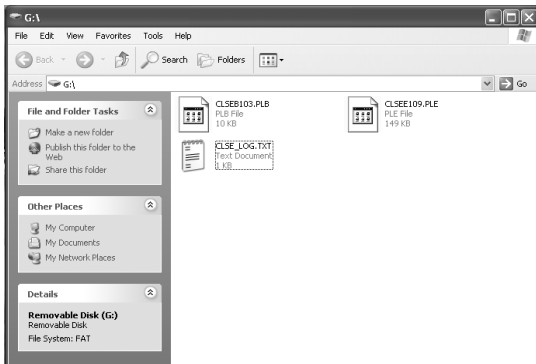 G:\
File Edit View Favorites Tools Help
Back Search Folders
Address G:\ Go
File and Folder Tasks
Make a new folder
Publish this folder to the
Web
Share this folder
Other Places
My Computer
My Documents
My Network Places
Details
Removable Disk (G:)
Removable Disk
File System: FAT
CLSEB103.PLB
PLB File
10 KB
CLSEE109.PLE
PLE File
149 KB
CLSE_LOG.TXT
Text Document
1 KB